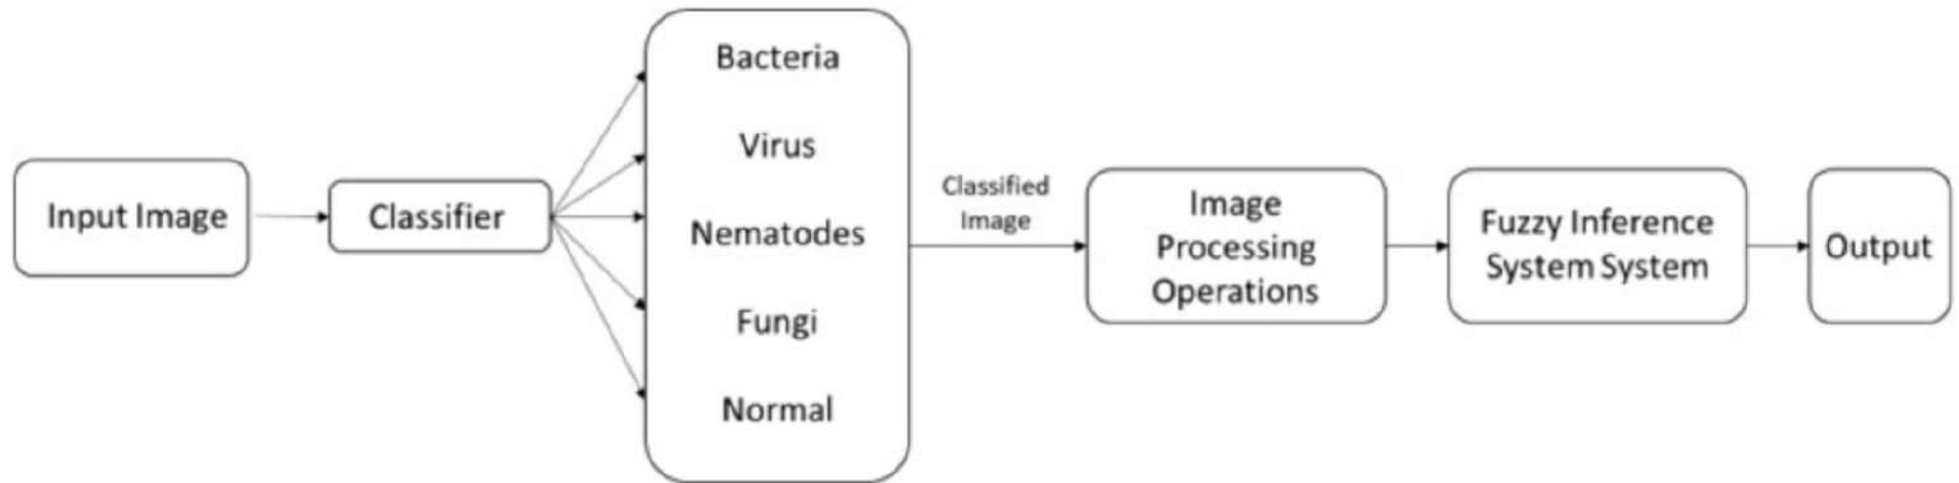 Input Image
Classifier
Bacteria
Virus
Nematodes
Fungi
Normal
Classified
Image
Image
Processing
Operations
Fuzzy Inference
System System
Output